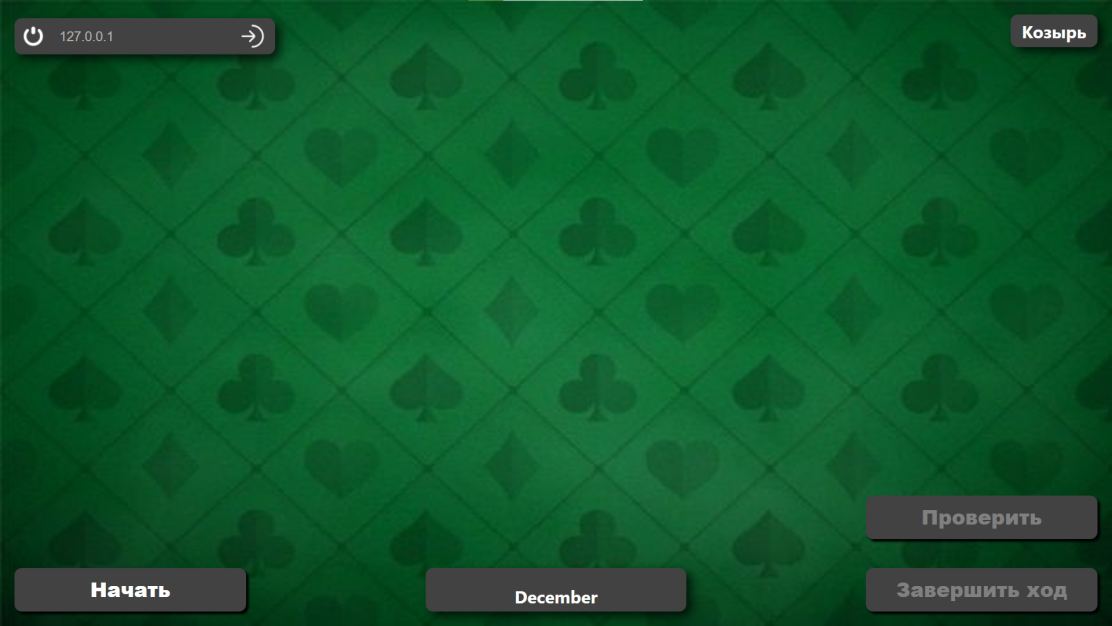 127.0.0.1
Козырь
Проверить
Начать
December
Завершить ход